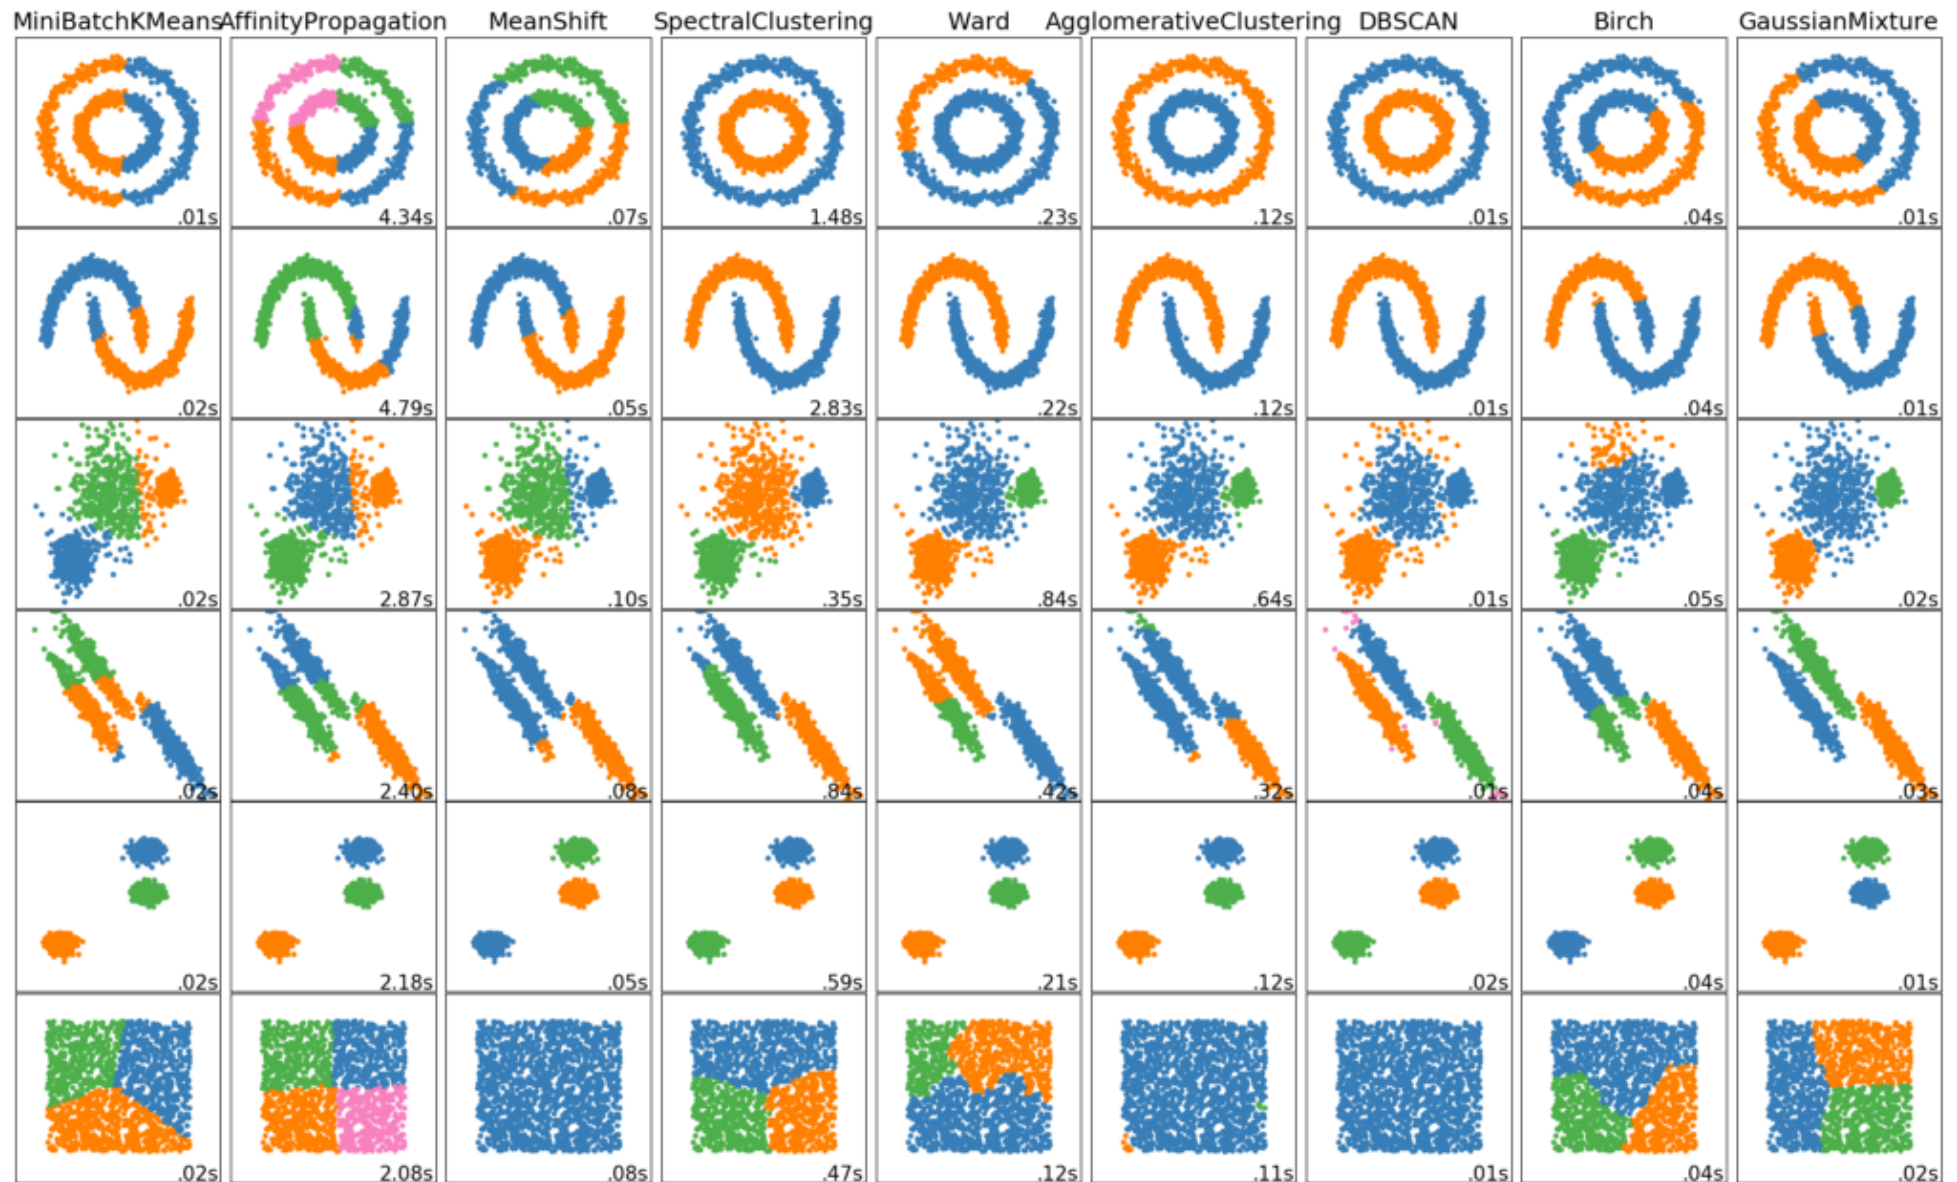 MiniBatchKMeans AffinityPropagation MeanShift SpectralClustering Ward AgglomerativeClustering DBSCAN Birch GaussianMixture
.01s 4.34s .07s 1.48s .23s .12s .01s .04s .01s
.02s 4.79s .05s 2.83s .22s .12s .01s .04s .01s
.02s 2.87s .10s .35s .84s .64s .01s .05s .02s
.02s 2.40s .08s .84s .42s .32s .01s .04s .03s
.02s 2.18s .05s .59s .21s .12s .02s .04s .01s
.02s 2.08s .08s .47s .12s .11s .01s .04s .02s